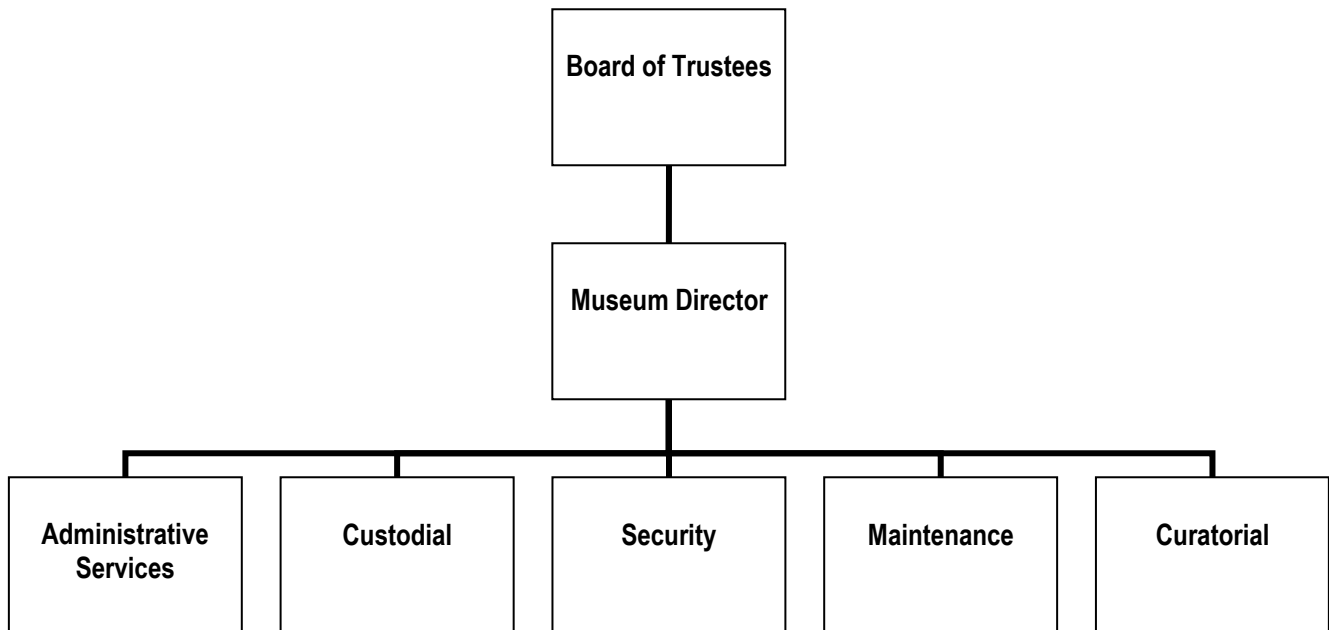 Board of Trustees
Museum Director
Administrative
Services
Custodial
Security
Maintenance
Curatorial